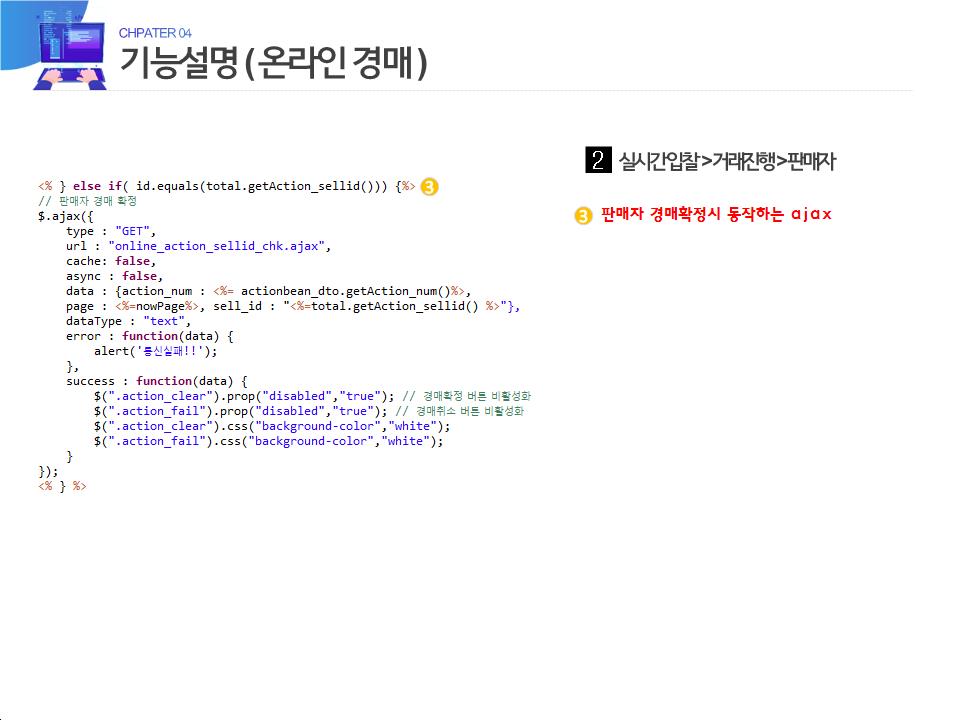 CHPATER 04
기능설명 ( 온라인 경매 )
2 실시간입찰>거래진행>판매자
3 판매자 경매확정시 동작하는 ajax
<% } else if( id.equals(total.getAction_sellid())) {%> 3
// 판매자 경매 확정
$.ajax({
    type : "GET",
    url : "online_action_sellid_chk.ajax",
    cache: false,
    async : false,
    data : {action_num : <%= actionbean_dto.getAction_num()%>,
    page : <%=nowPage%>, sell_id : "<%=total.getAction_sellid() %>"},
    dataType : "text",
    error : function(data) {
        alert('통신실패!!');
    },
    success : function(data) {
        $(".action_clear").prop("disabled","true"); // 경매확정 버튼 비활성화
        $(".action_fail").prop("disabled","true"); // 경매취소 버튼 비활성화
        $(".action_clear").css("background-color","white");
        $(".action_fail").css("background-color","white");
    }
});
<% } %>